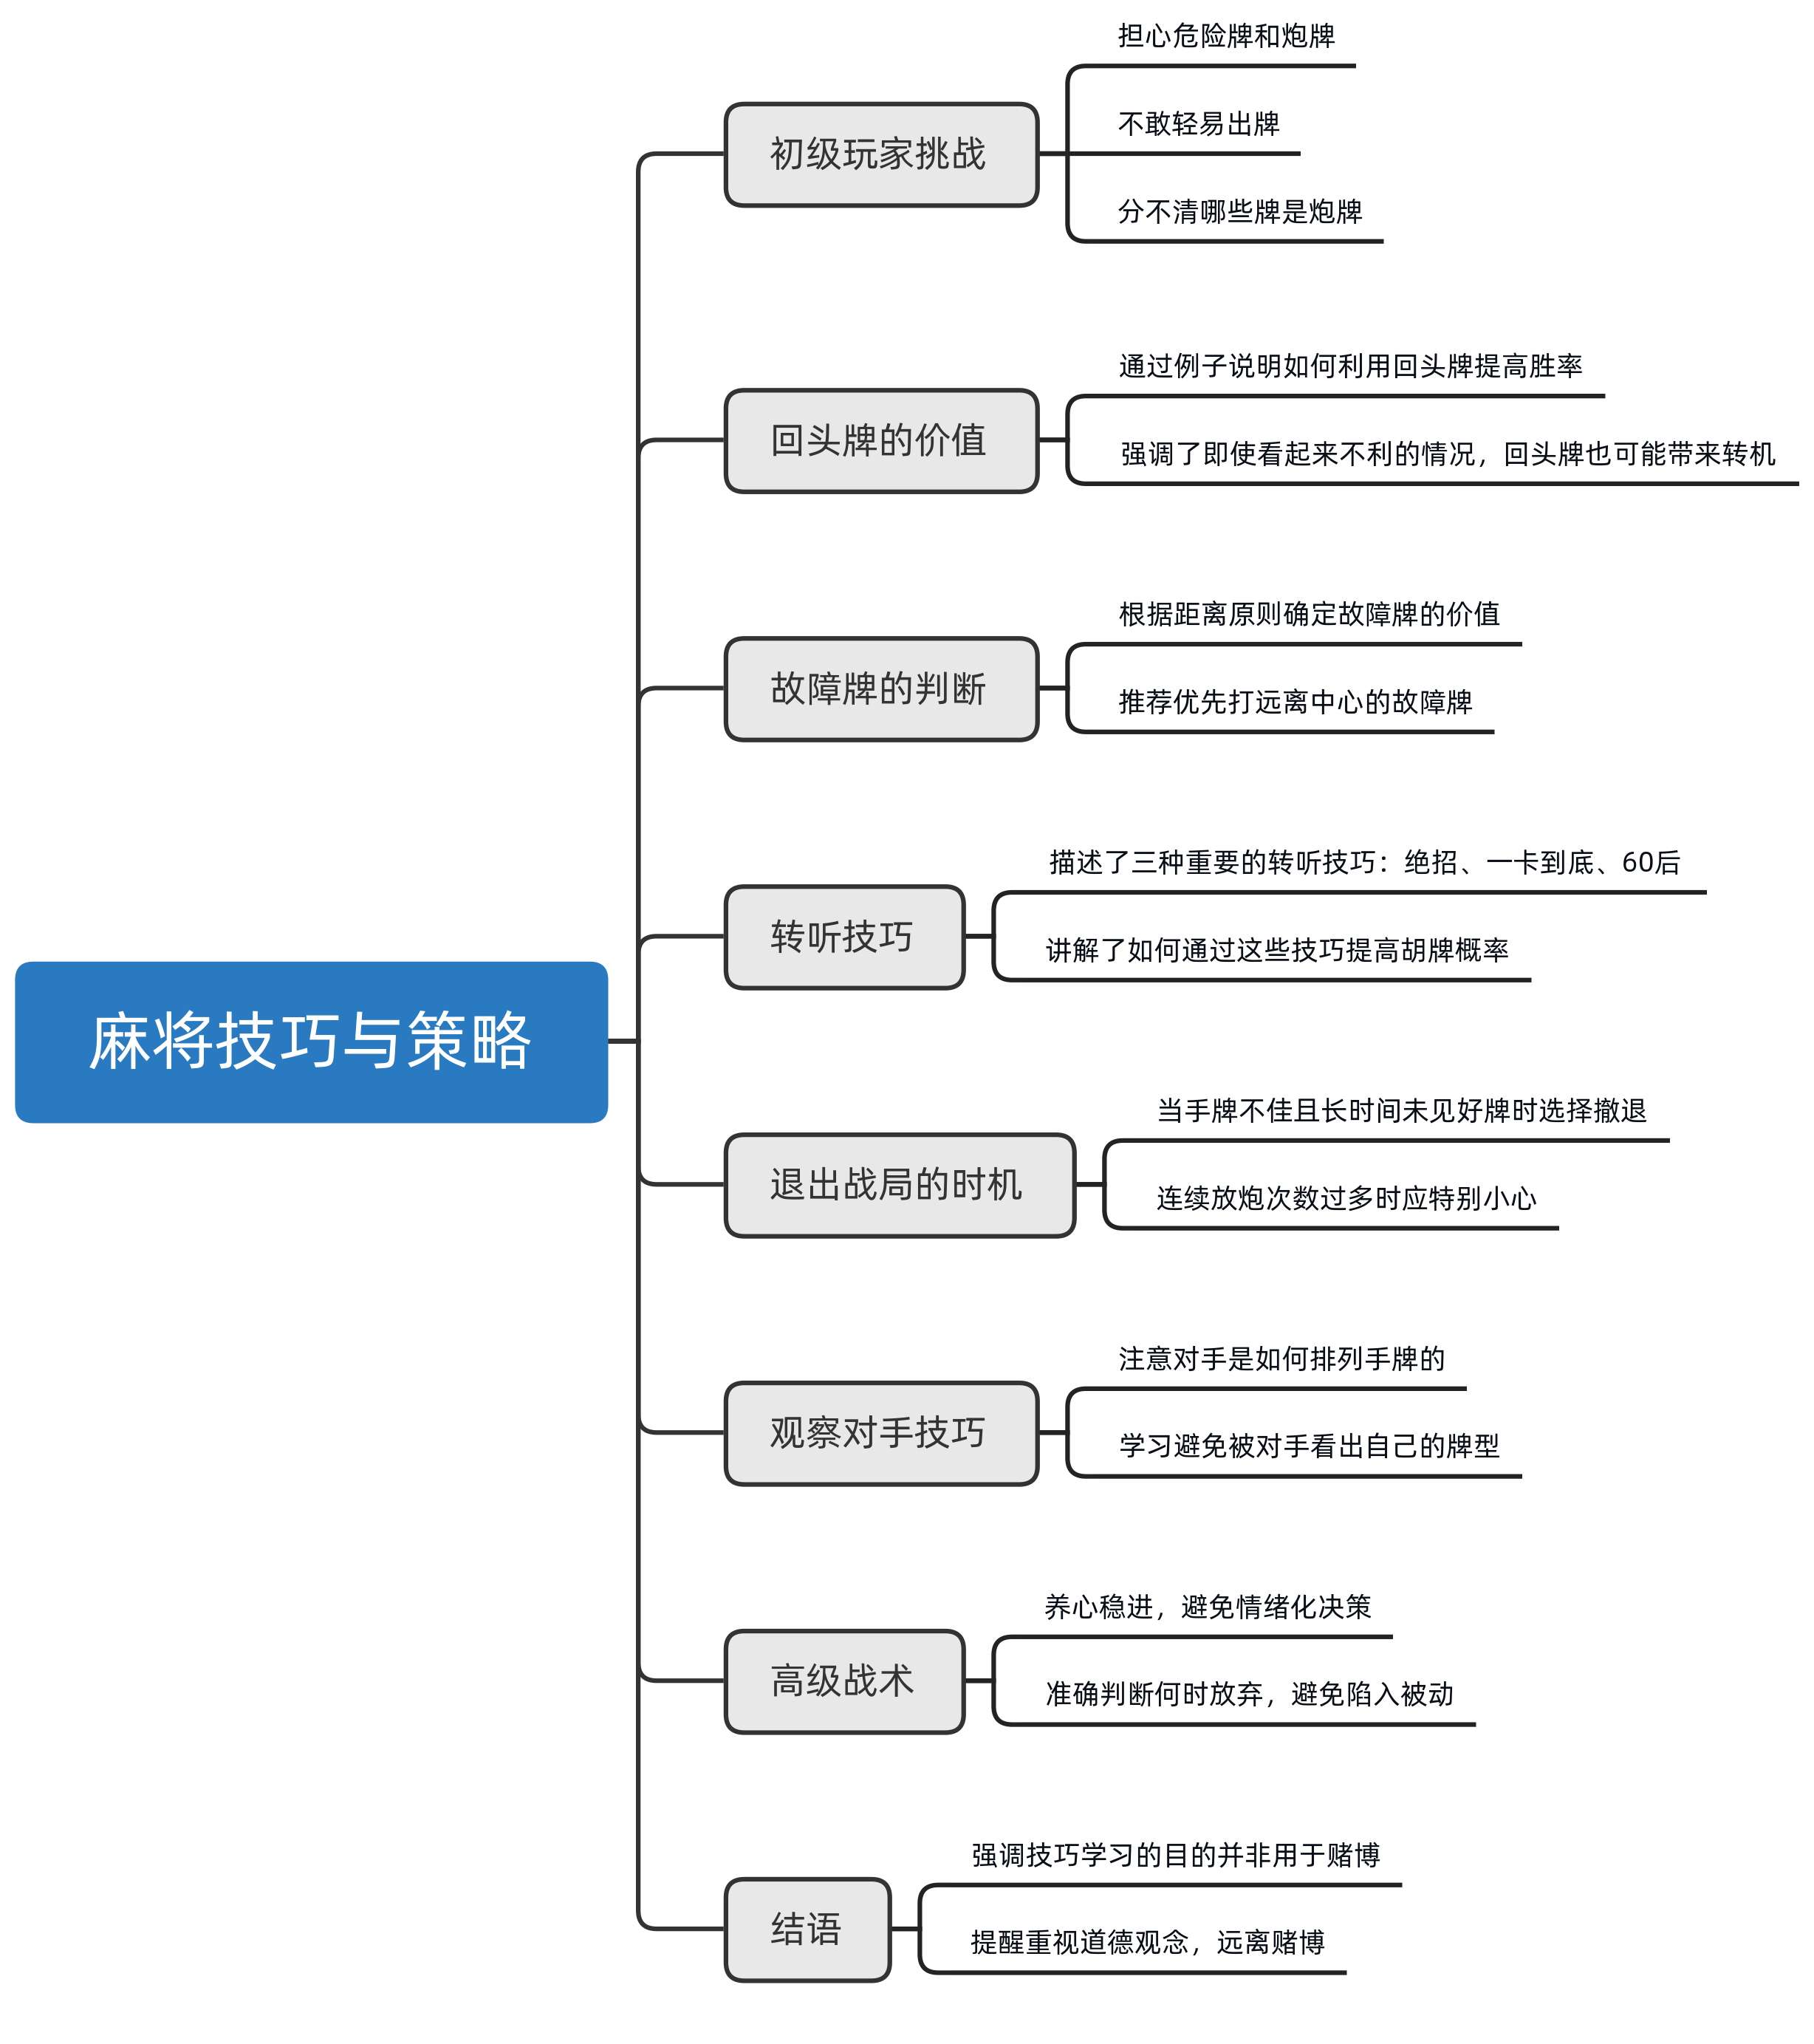 麻将技巧与策略
初级玩家挑战
担心危险牌和炮牌
不敢轻易出牌
分不清哪些牌是炮牌
回头牌的价值
通过例子说明如何利用回头牌提高胜率
强调了即使看起来不利的情况，回头牌也可能带来转机
故障牌的判断
根据距离原则确定故障牌的价值
推荐优先打远离中心的故障牌
转听技巧
描述了三种重要的转听技巧：绝招、一卡到底、60后
讲解了如何通过这些技巧提高胡牌概率
退出战局的时机
当手牌不佳且长时间未见好牌时选择撤退
连续放炮次数过多时应特别小心
观察对手技巧
注意对手是如何排列手牌的
学习避免被对手看出自己的牌型
高级战术
养心稳进，避免情绪化决策
准确判断何时放弃，避免陷入被动
结语
强调技巧学习的目的并非用于赌博
提醒重视道德观念，远离赌博